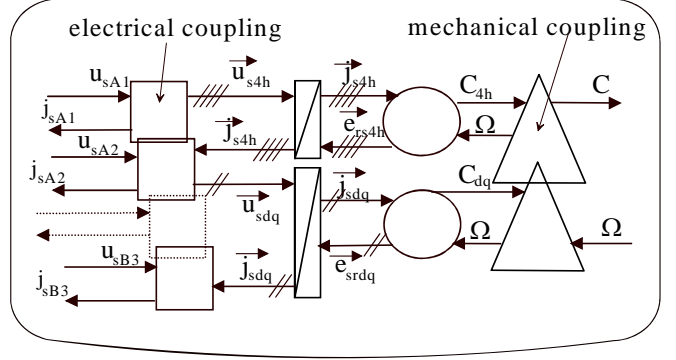 electrical coupling
mechanical coupling
u_sA1
u_s4h
j_s4h
C_4h
C
j_sA1
u_sA2
j_s4h
e_rs4h
Ω
j_sA2
u_sdq
j_sdq
C_dq
Ω
Ω
u_sB3
j_sdq
e_srdq
j_sB3